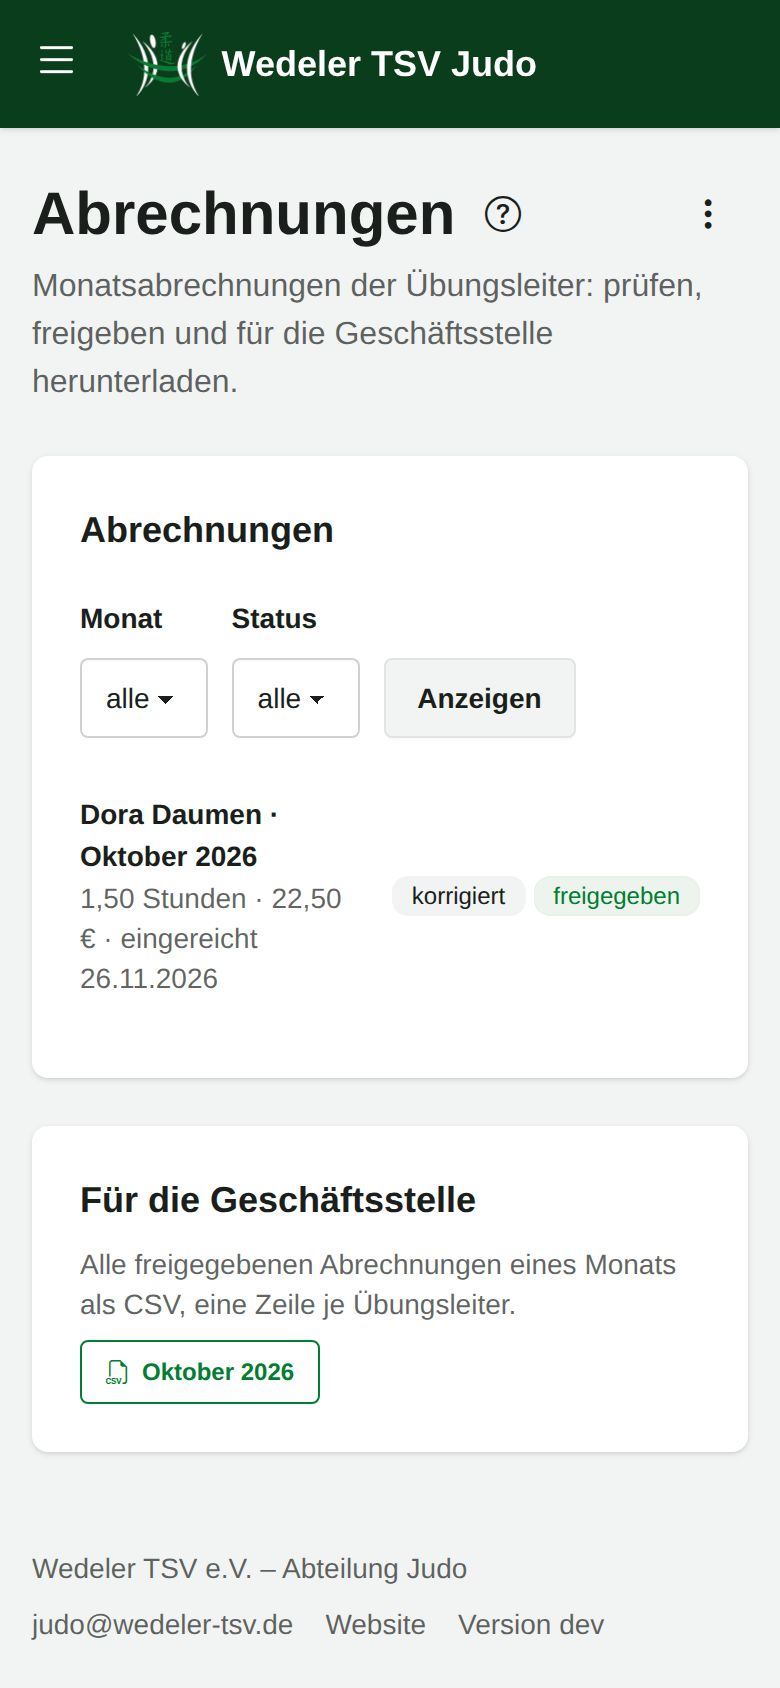 柔道
Wedeler TSV Judo
Abrechnungen ?
Monatsabrechnungen der Übungsleiter: prüfen,
freigeben und für die Geschäftsstelle
herunterladen.
Abrechnungen
Monat Status
alle alle Anzeigen
Dora Daumen ·
Oktober 2026
1,50 Stunden · 22,50
€ · eingereicht
26.11.2026
korrigiert freigegeben
Für die Geschäftsstelle
Alle freigegebenen Abrechnungen eines Monats
als CSV, eine Zeile je Übungsleiter.
CSV Oktober 2026
Wedeler TSV e.V. – Abteilung Judo
judo@wedeler-tsv.de Website Version dev